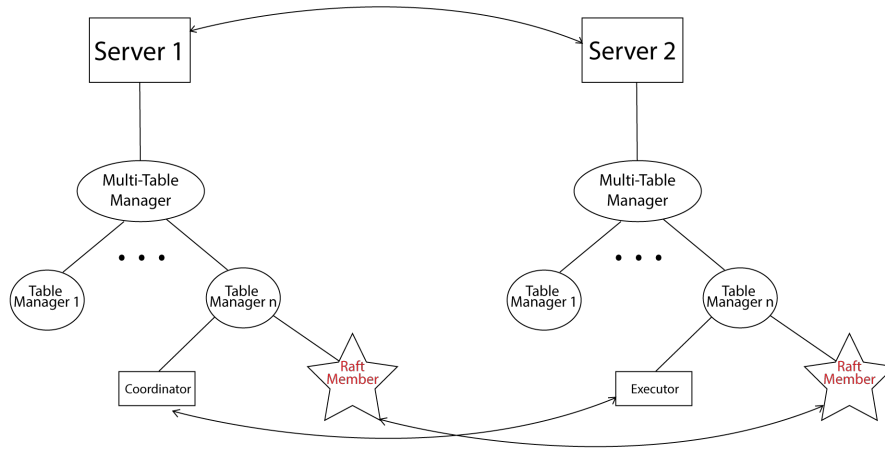 Server 1
Server 2
Multi-Table
Manager
Multi-Table
Manager
• • •
• • •
Table
Manager 1
Table
Manager n
Table
Manager 1
Table
Manager n
Coordinator
Raft
Member
Executor
Raft
Member